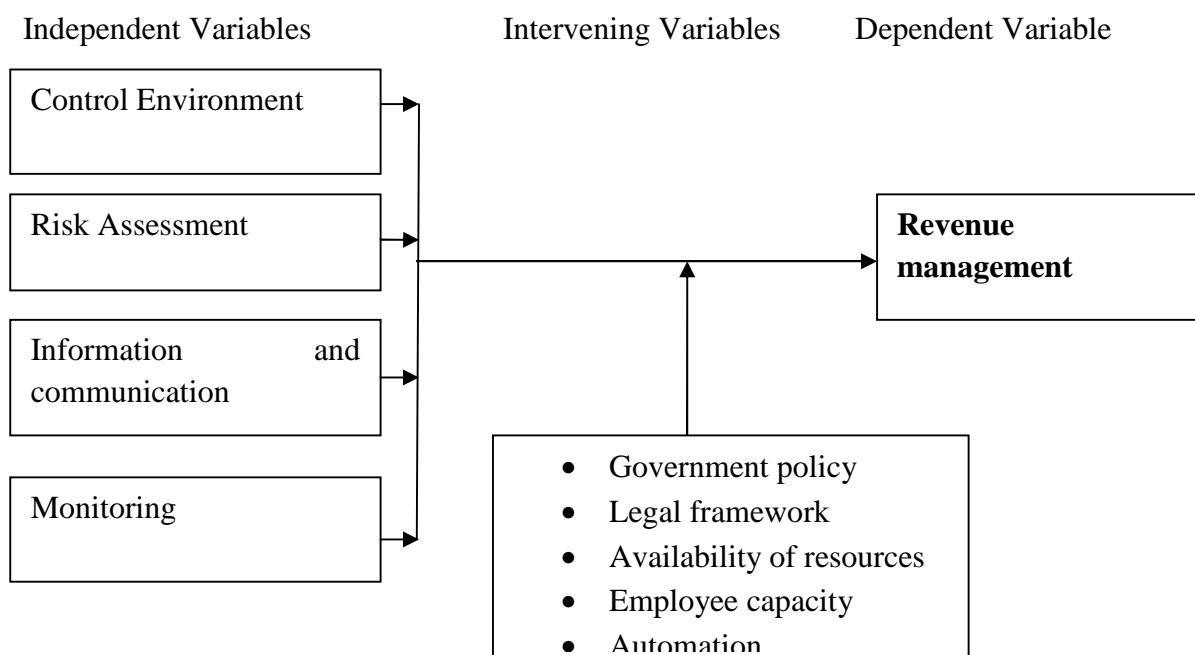 Independent Variables
Intervening Variables
Dependent Variable
Control Environment
Risk Assessment
Information and
communication
Monitoring
Revenue
management
• Government policy
• Legal framework
• Availability of resources
• Employee capacity
• Automation